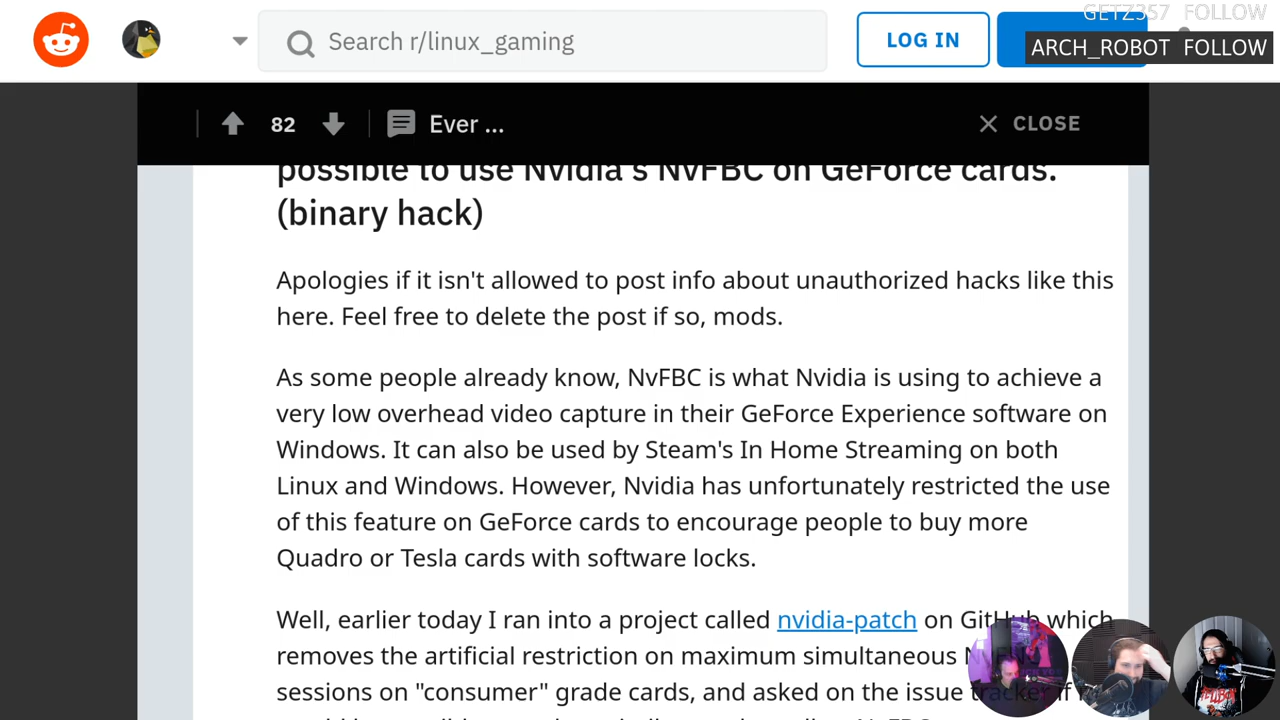 GETZ357 FOLLOW
Search r/linux_gaming
LOG IN
ARCH_ROBOT FOLLOW
82
Ever ...
CLOSE
possible to use Nvidia's NvFBC on GeForce cards.
(binary hack)
Apologies if it isn't allowed to post info about unauthorized hacks like this
here. Feel free to delete the post if so, mods.
As some people already know, NvFBC is what Nvidia is using to achieve a
very low overhead video capture in their GeForce Experience software on
Windows. It can also be used by Steam's In Home Streaming on both
Linux and Windows. However, Nvidia has unfortunately restricted the use
of this feature on GeForce cards to encourage people to buy more
Quadro or Tesla cards with software locks.
Well, earlier today I ran into a project called nvidia-patch on GitHub which
removes the artificial restriction on maximum simultaneous
sessions on "consumer" grade cards, and asked on the issue tracker if